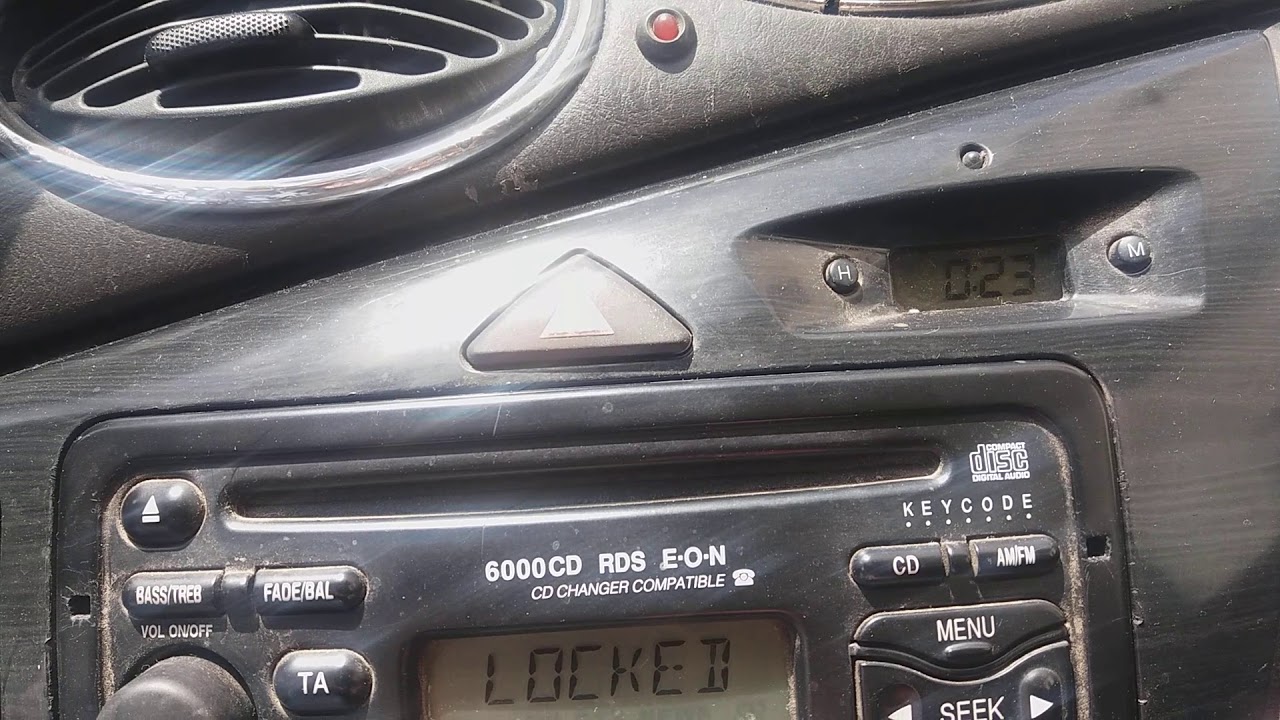 H
0:23
M
COMPACT
disc
DIGITAL AUDIO
KEYCODE
6000CD RDS E·O·N
CD CHANGER COMPATIBLE
CD
AM/FM
BASS/TREB
FADE/BAL
VOL ON/OFF
MENU
TA
LOCKED
SEEK